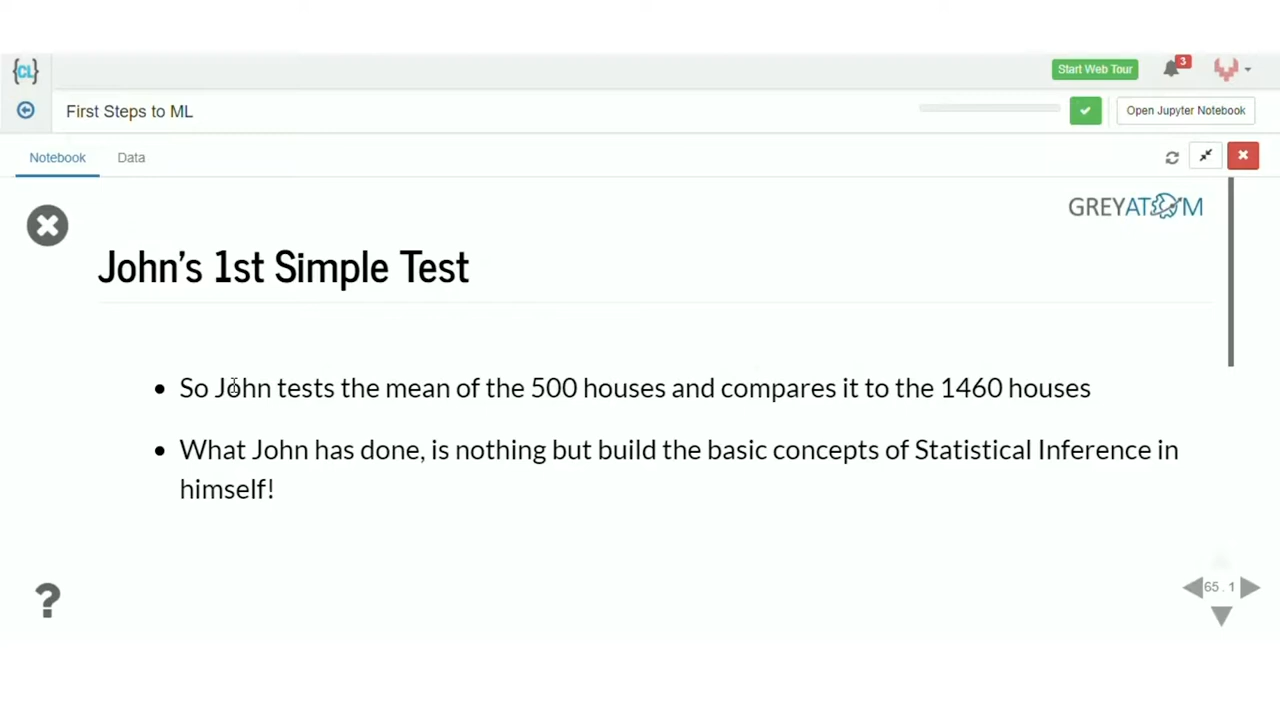 {CL}
Start Web Tour
3
First Steps to ML
Open Jupyter Notebook
Notebook Data
GREYATOM
John's 1st Simple Test
So John tests the mean of the 500 houses and compares it to the 1460 houses
What John has done, is nothing but build the basic concepts of Statistical Inference in
himself!
?
65 . 1